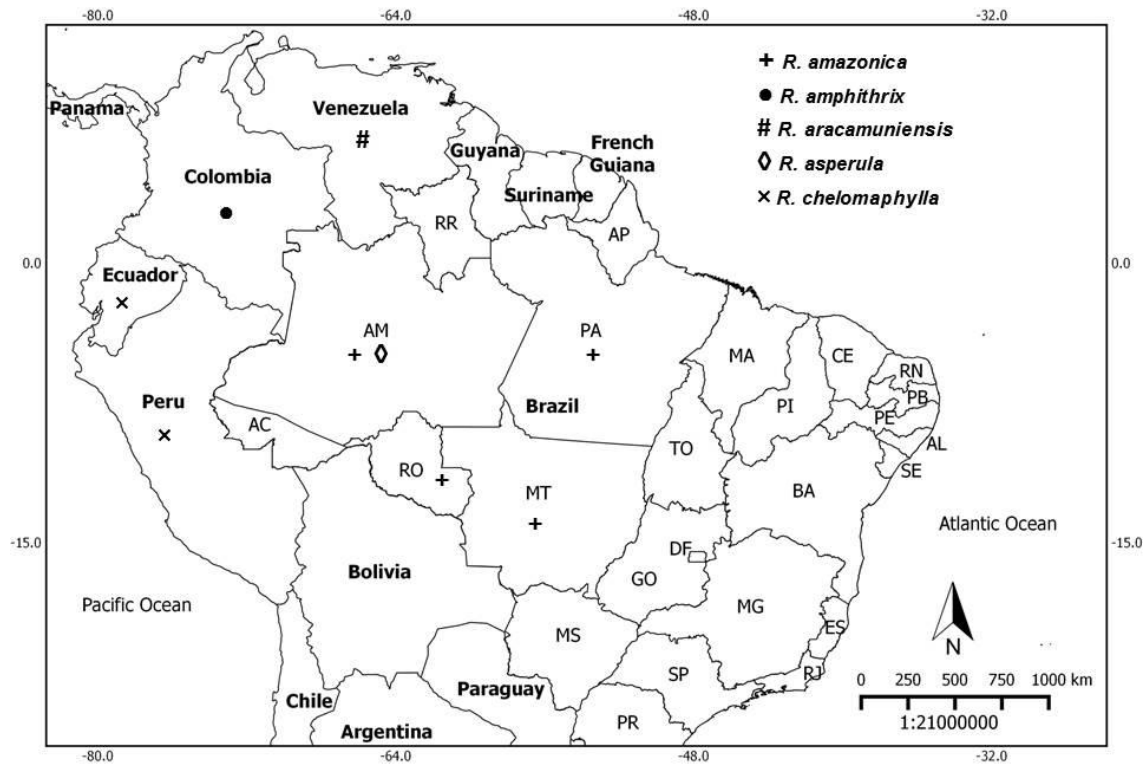 -80.0 -64.0 -48.0 -32.0
+ R. amazonica
● R. amphithrix
# R. aracamuniensis
◊ R. asperula
× R. chelomaphylla
Panama
Venezuela
#
Guyana
French
Guiana
Colombia
●
Suriname
RR
AP
0.0 0.0
Ecuador
×
AM
+ ◊
PA
+
MA
CE
RN
PB
PE
AL
SE
PI
Peru
×
Brazil
AC
RO
+
MT
+
TO
BA
Atlantic Ocean
-15.0 -15.0
DF
GO
Bolivia
Pacific Ocean
MG
ES
MS
SP
RJ
N
Chile
Paraguay
PR
Argentina
0 250 500 750 1000 km
1:21000000
-80.0 -64.0 -48.0 -32.0